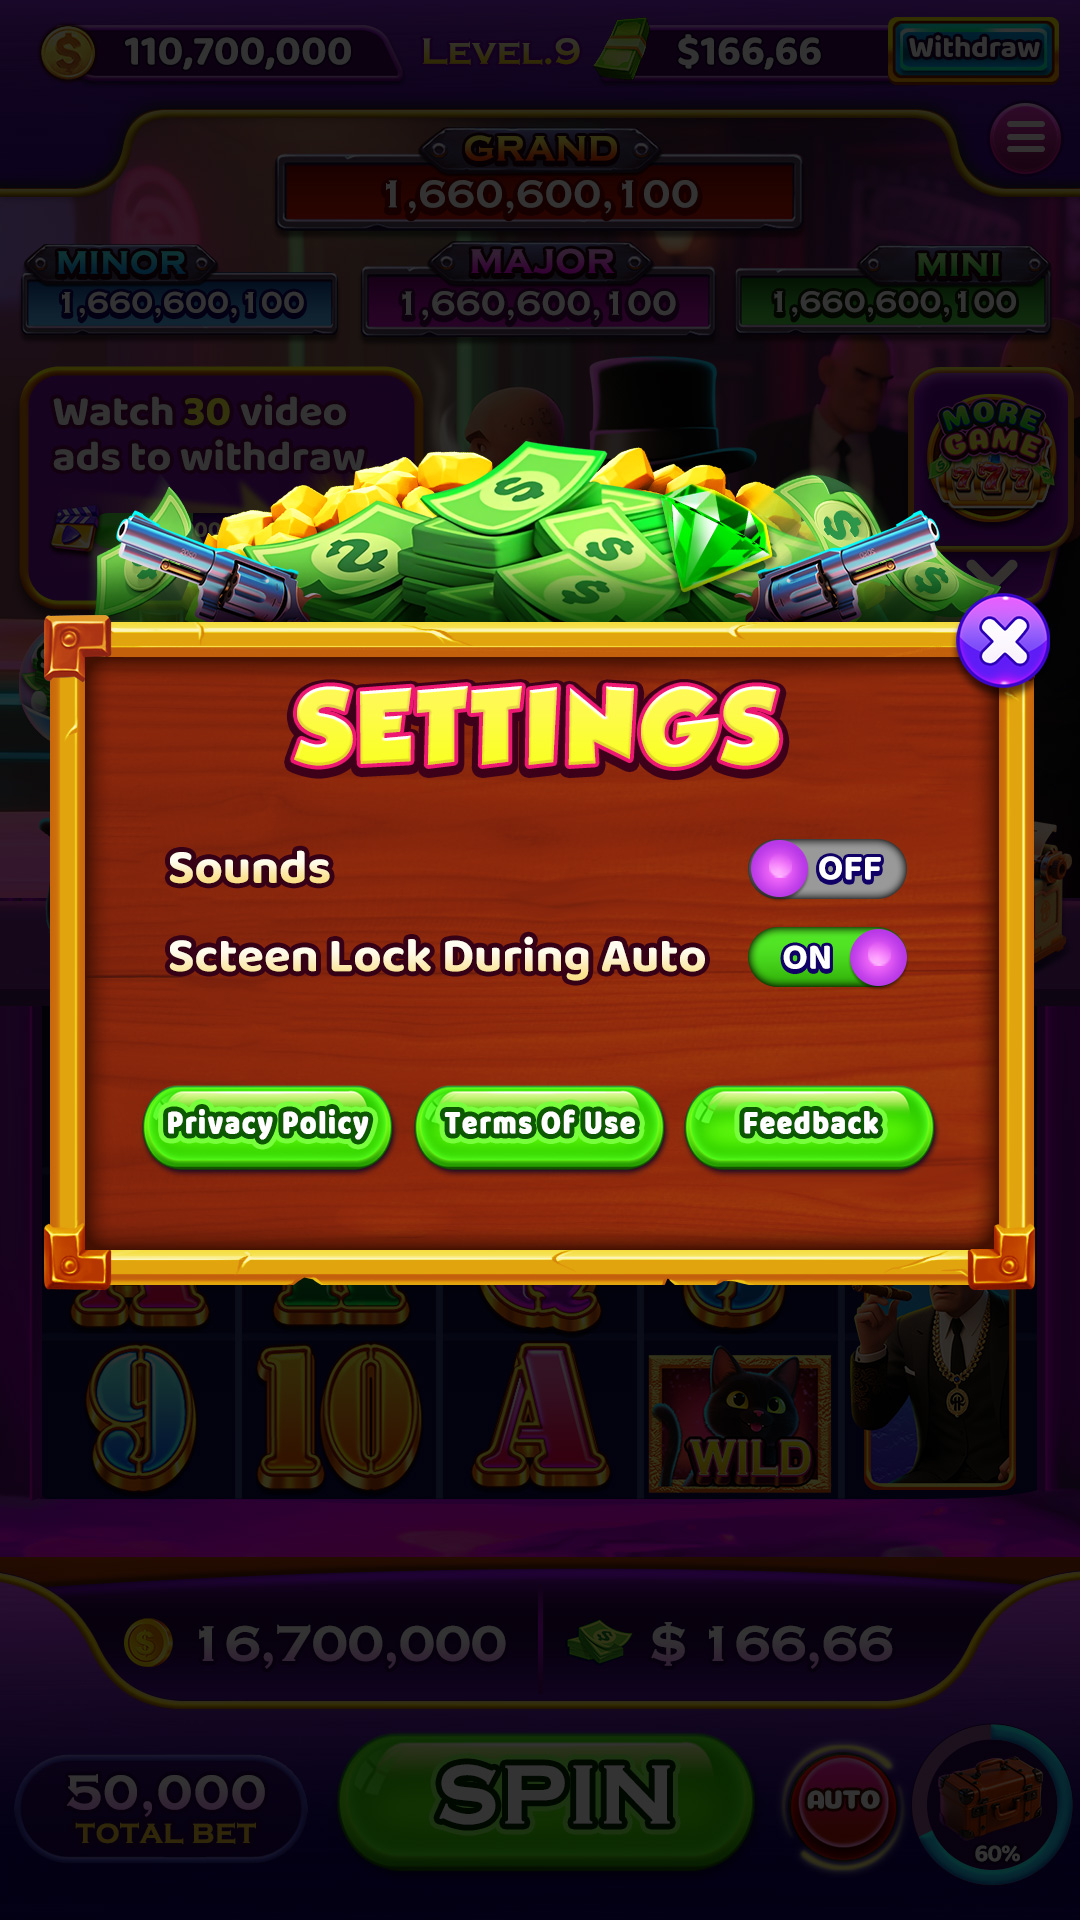 110,700,000 LEVEL.9 $166,66 Withdraw
GRAND
1,660,600,100
MINOR MAJOR MINI
1,660,600,100 1,660,600,100 1,660,600,100
Watch 30 video
ads to withdraw
MORE
GAME
777
SETTINGS
Sounds OFF
Scteen Lock During Auto ON
Privacy Policy Terms Of Use Feedback
9 10 A WILD
16,700,000 $ 166,66
50,000
TOTAL BET
SPIN
AUTO
60%